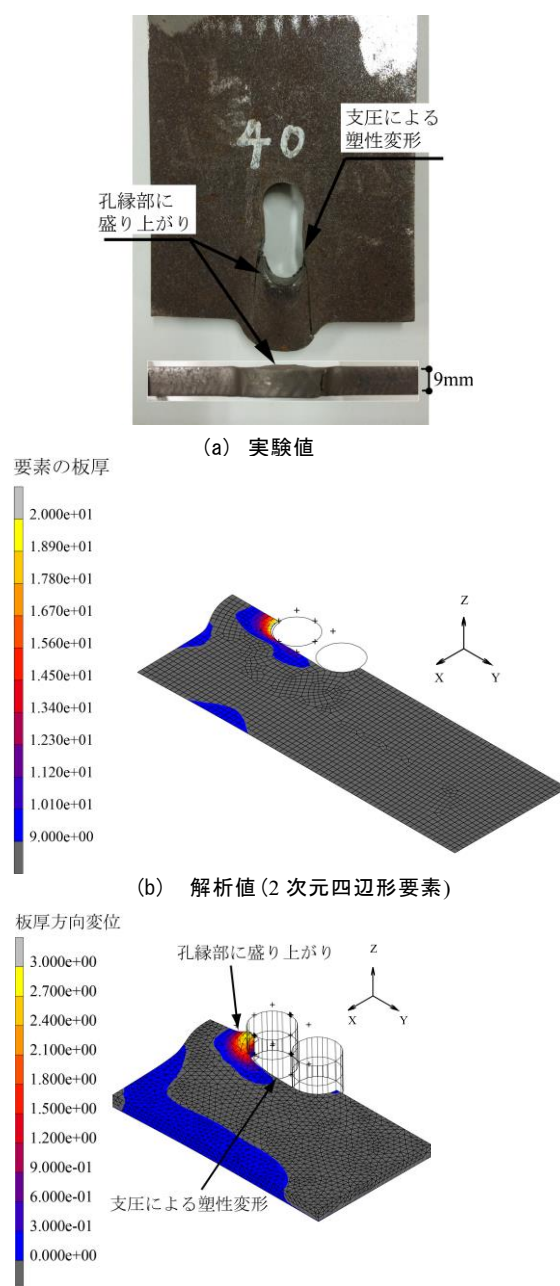 40
支圧による
塑性変形
孔縁部に
盛り上がり
9mm
(a) 実験値
要素の板厚
2.000e+01
1.890e+01
1.780e+01
1.670e+01
1.560e+01
1.450e+01
1.340e+01
1.230e+01
1.120e+01
1.010e+01
9.000e+00
Z
X
Y
(b) 解析値(2次元四辺形要素)
板厚方向変位
3.000e+00
2.700e+00
2.400e+00
2.100e+00
1.800e+00
1.500e+00
1.200e+00
9.000e-01
6.000e-01
3.000e-01
0.000e+00
孔縁部に盛り上がり
Z
X
Y
支圧による塑性変形